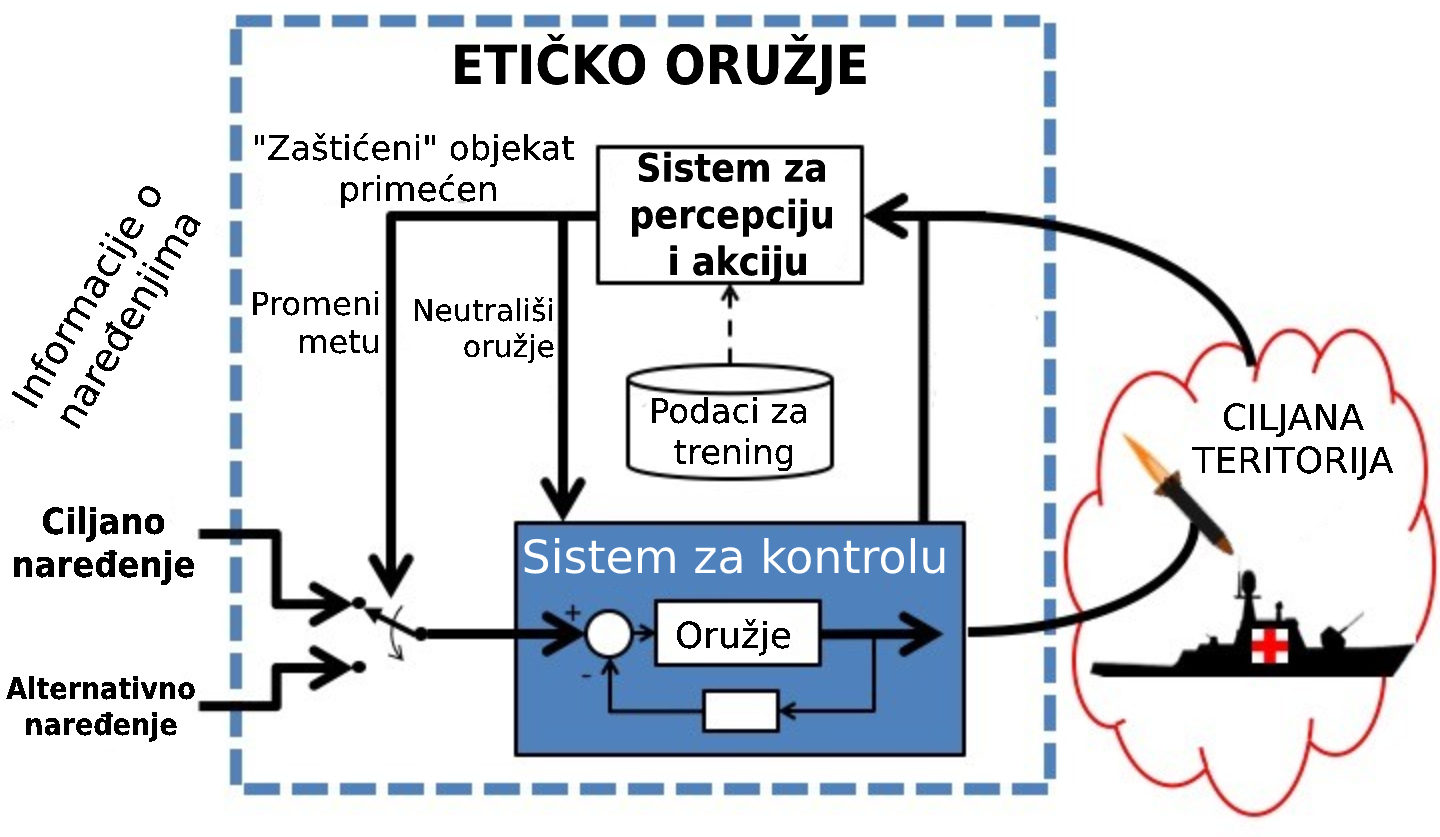 ETIČKO ORUŽJE
"Zaštićeni" objekat
primećen
Sistem za
percepciju
i akciju
Informacije o
naređenjima
Promeni
metu
Neutrališi
oružje
Podaci za
trening
CILJANA
TERITORIJA
Ciljano
naređenje
Alternativno
naređenje
Sistem za kontrolu
+
Oružje
-